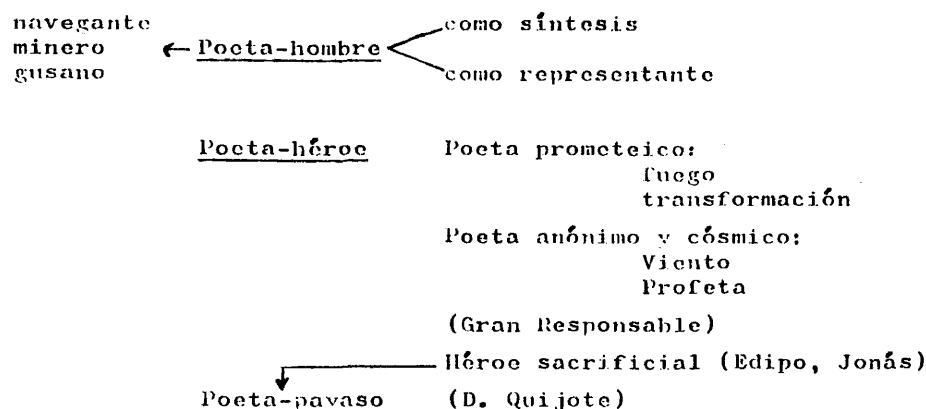 navegante como síntesis
minero ← Poeta-hombre
gusano como representante
Poeta-héroe Poeta prometeico:
fuego
transformación
Poeta anónimo y cósmico:
Viento
Profeta
(Gran Responsable)
Héroe sacrificial (Edipo, Jonás)
Poeta-payaso (D. Quijote)